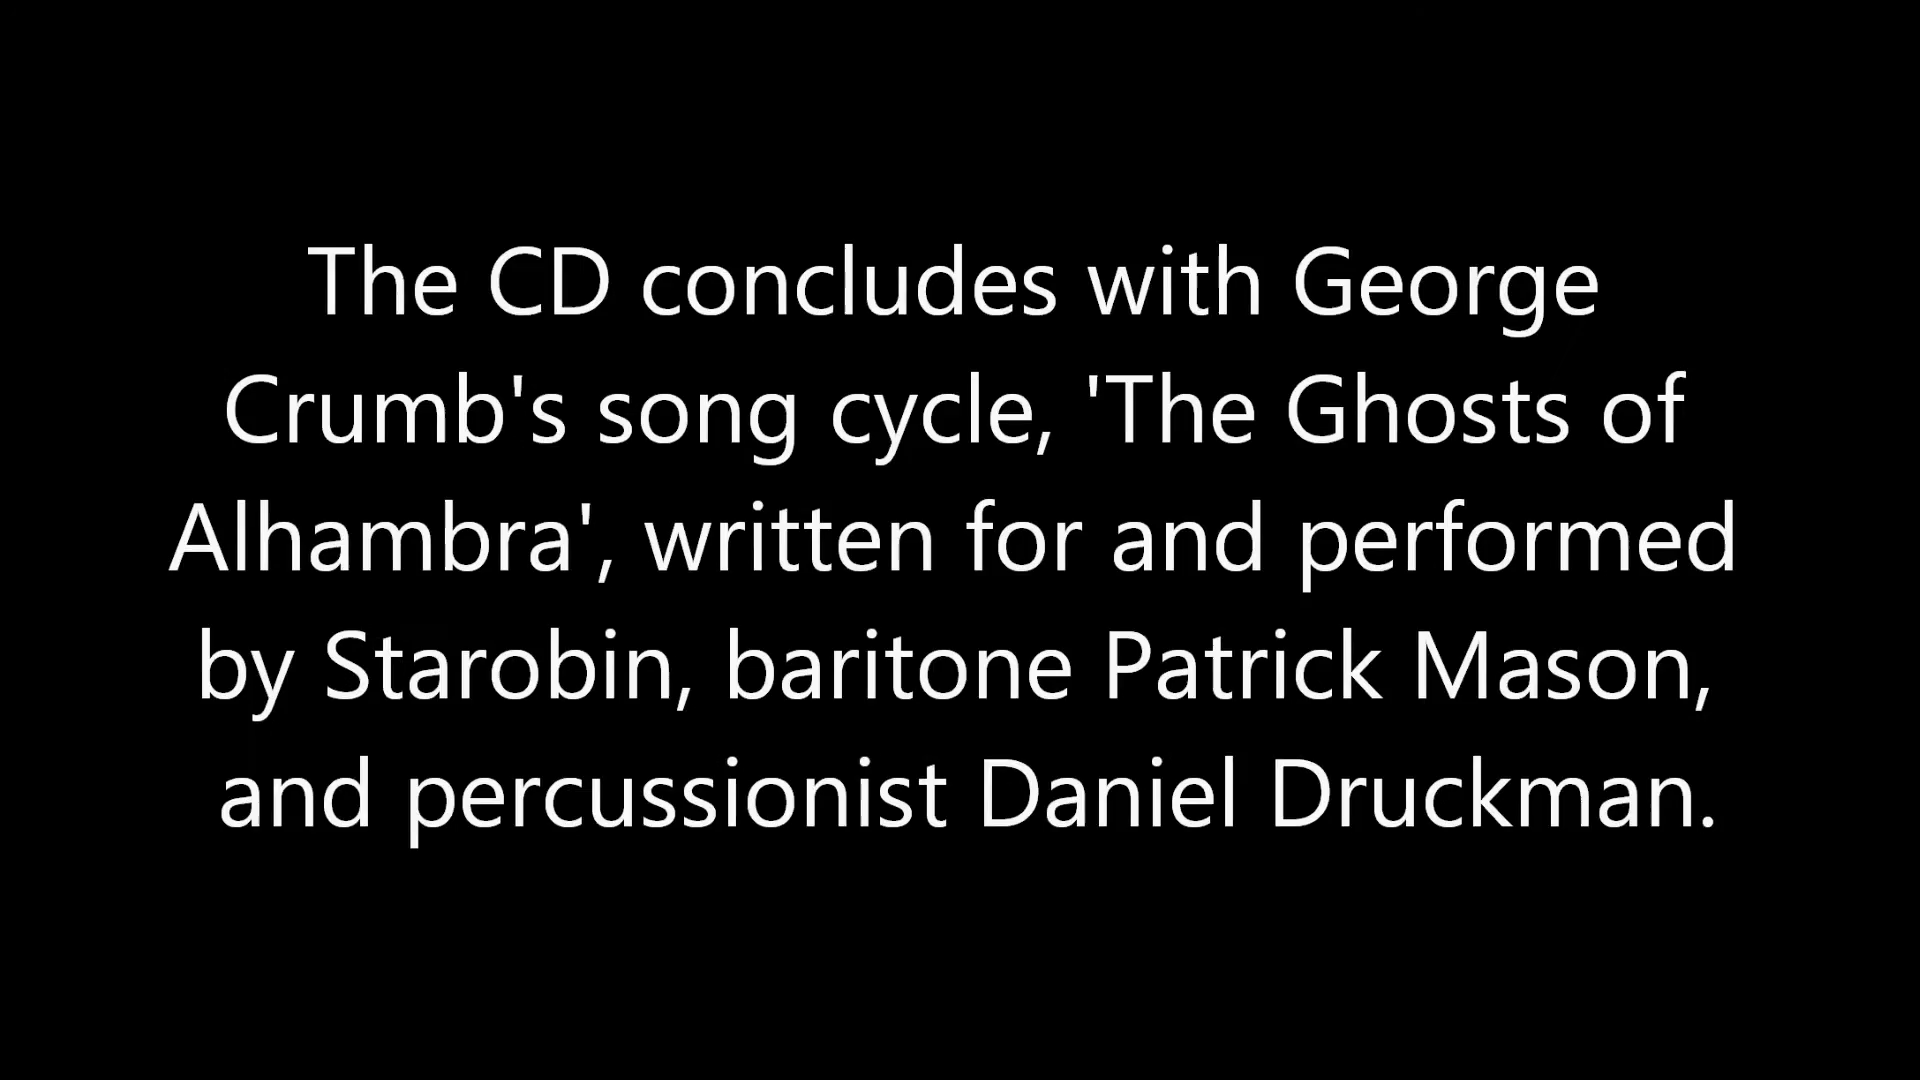 The CD concludes with George
Crumb's song cycle, 'The Ghosts of
Alhambra', written for and performed
by Starobin, baritone Patrick Mason,
and percussionist Daniel Druckman.